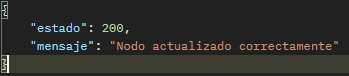 {
"estado": 200,
"mensaje": "Nodo actualizado correctamente"
}